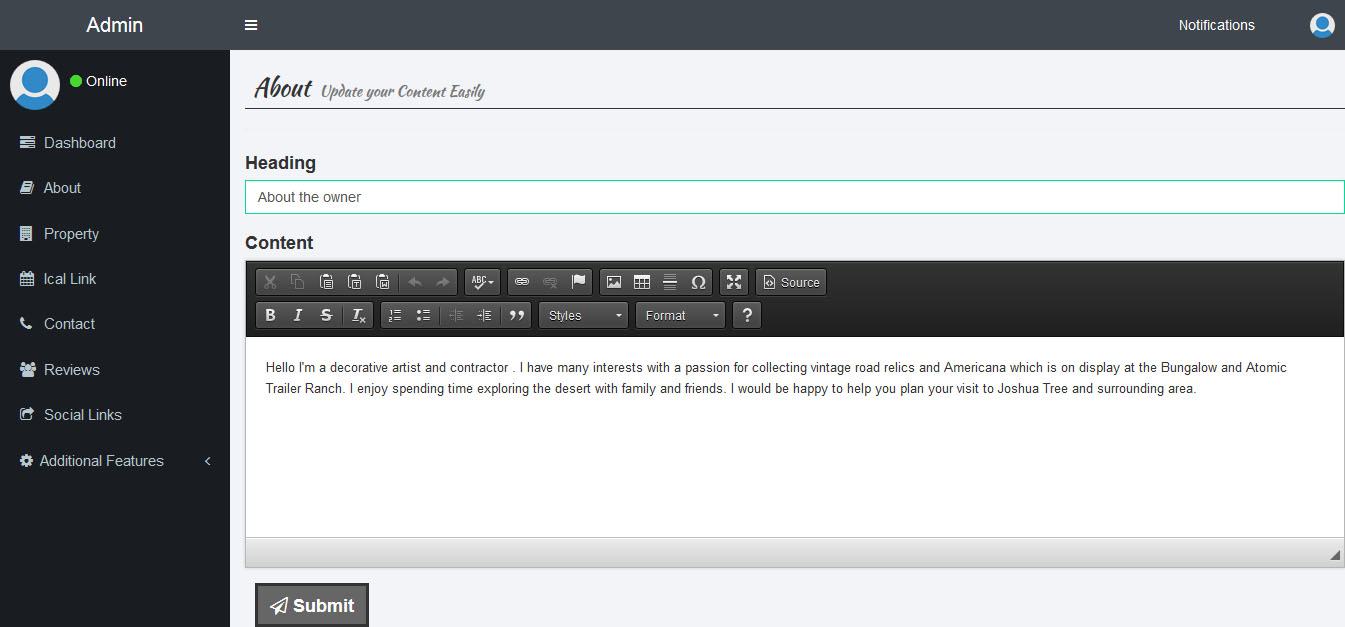 Admin
Notifications
Online
Dashboard
About
Property
Ical Link
Contact
Reviews
Social Links
Additional Features
About Update your Content Easily
Heading
About the owner
Content
ABC
Source
B I S Ix
Styles Format ?
Hello I'm a decorative artist and contractor . I have many interests with a passion for collecting vintage road relics and Americana which is on display at the Bungalow and Atomic
Trailer Ranch. I enjoy spending time exploring the desert with family and friends. I would be happy to help you plan your visit to Joshua Tree and surrounding area.
Submit